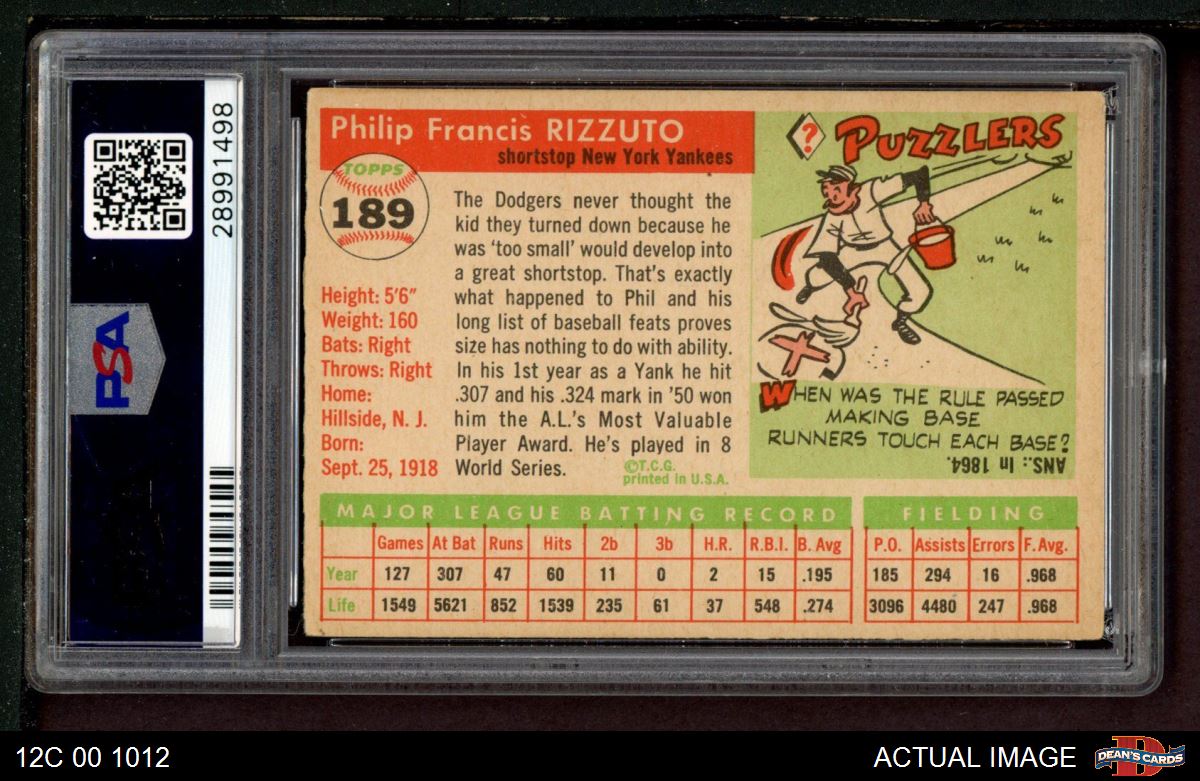 28991498
PSA
Philip Francis RIZZUTO
shortstop New York Yankees
TOPPS
189
Height: 5'6"
Weight: 160
Bats: Right
Throws: Right
Home:
Hillside, N. J.
Born:
Sept. 25, 1918
The Dodgers never thought the
kid they turned down because he
was 'too small' would develop into
a great shortstop. That's exactly
what happened to Phil and his
long list of baseball feats proves
size has nothing to do with ability.
In his 1st year as a Yank he hit
.307 and his .324 mark in '50 won
him the A.L.'s Most Valuable
Player Award. He's played in 8
World Series.
©T.C.G.
printed in U.S.A.
? PUZZLERS
WHEN WAS THE RULE PASSED
MAKING BASE
RUNNERS TOUCH EACH BASE?
ANS.: In 1864.
MAJOR LEAGUE BATTING RECORD
Games At Bat Runs Hits 2b 3b H.R. R.B.I. B. Avg
Year 127 307 47 60 11 0 2 15 .195
Life 1549 5621 852 1539 235 61 37 548 .274
FIELDING
P.O. Assists Errors F. Avg.
185 294 16 .968
3096 4480 247 .968
12C 00 1012
ACTUAL IMAGE
DEAN'S CARDS